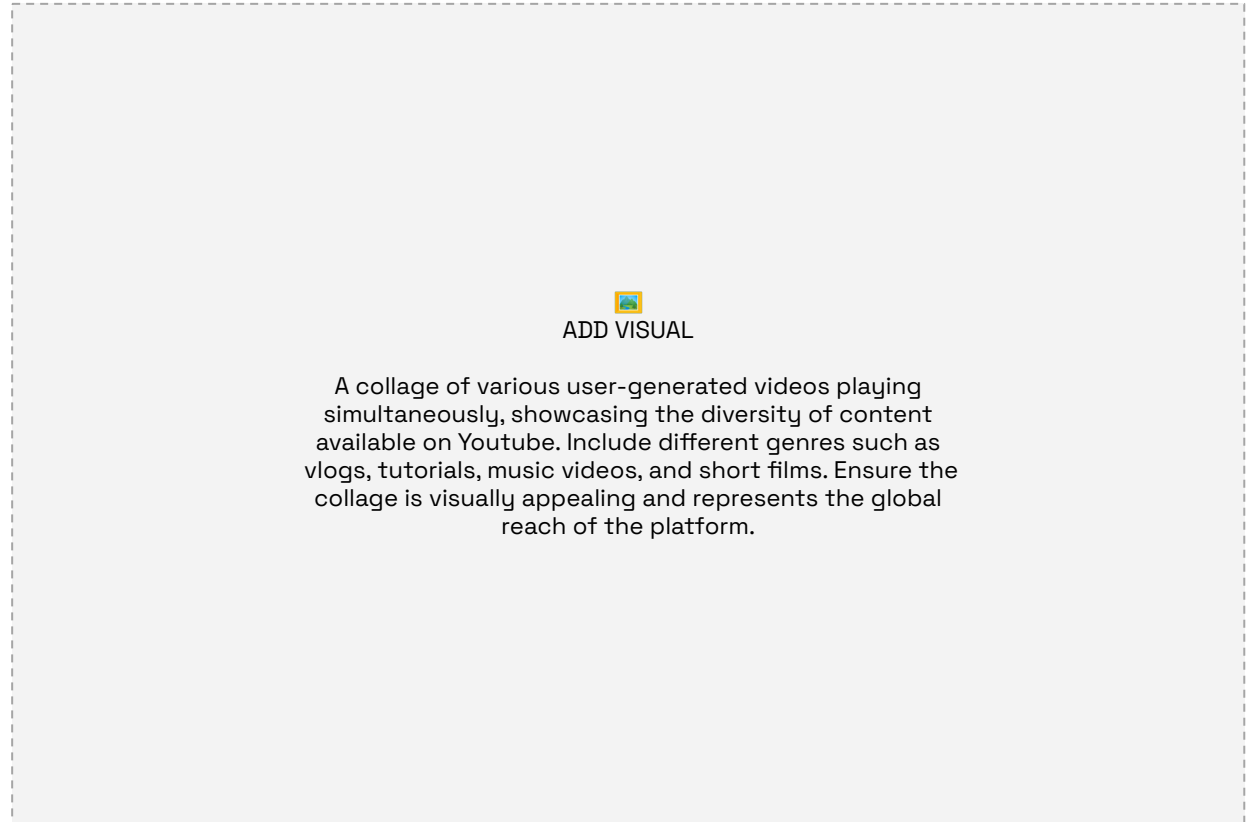 ADD VISUAL
A collage of various user-generated videos playing
simultaneously, showcasing the diversity of content
available on Youtube. Include different genres such as
vlogs, tutorials, music videos, and short films. Ensure the
collage is visually appealing and represents the global
reach of the platform.